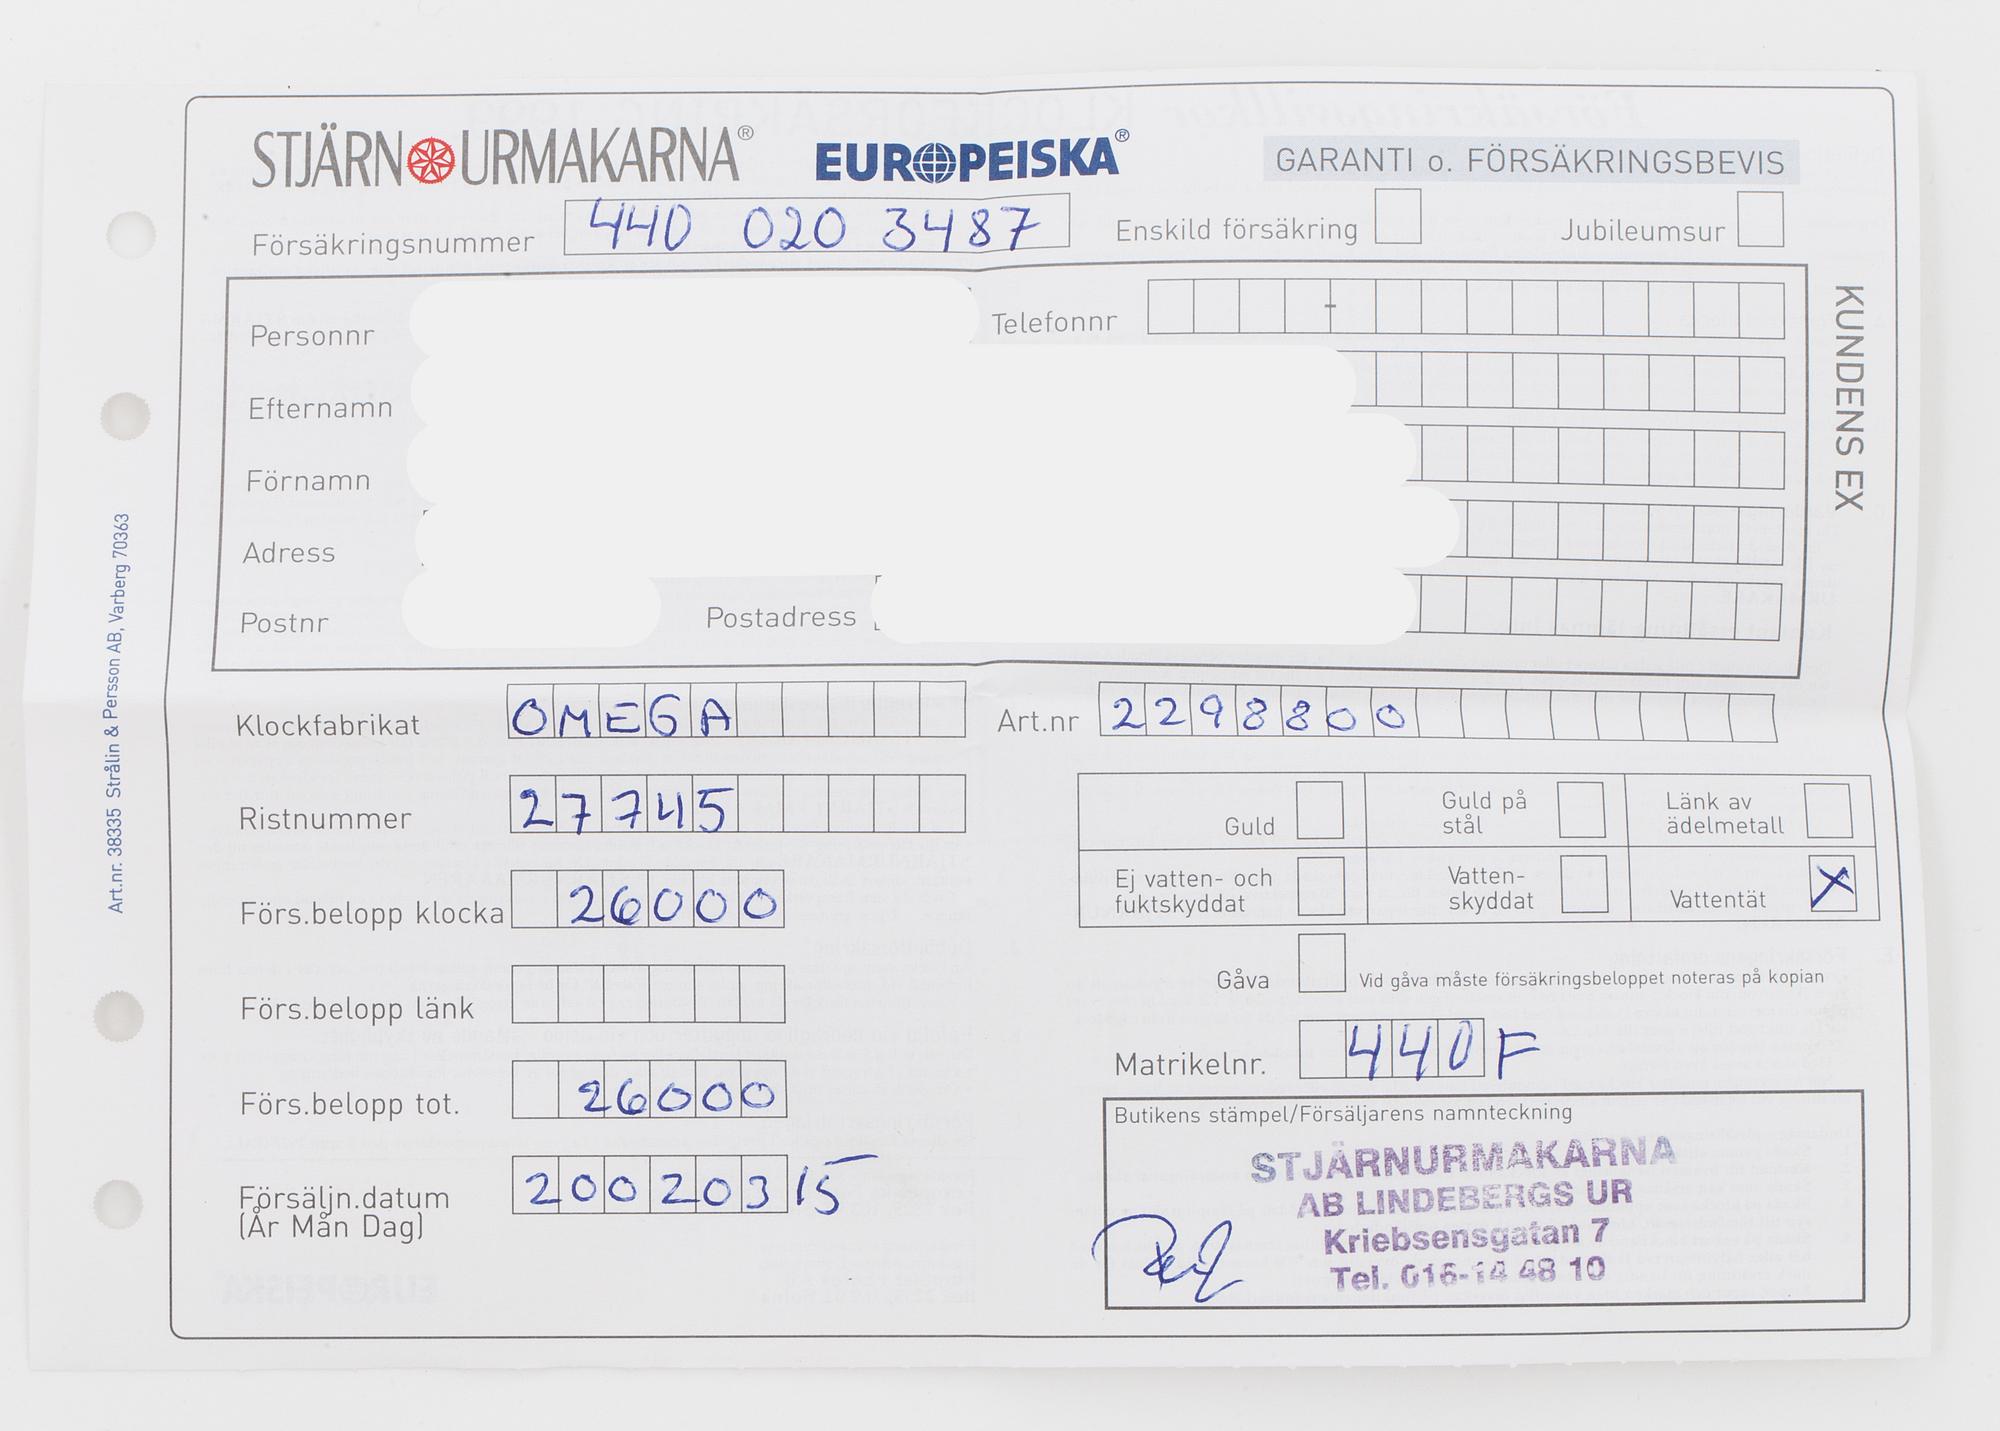 STJÄRNURMAKARNA® EUROPEISKA® GARANTI o. FÖRSÄKRINGSBEVIS
Försäkringsnummer 440 020 3487 Enskild försäkring Jubileumsur
KUNDENS EX
Personnr Telefonnr -
Efternamn
Förnamn
Adress
Postnr Postadress
Art.nr. 38335 Strålin & Persson AB, Varberg 70363
Klockfabrikat OMEGA Art.nr 2298800
Ristnummer 27745
Guld
Guld på
stål
Länk av
ädelmetall
Ej vatten- och
fuktskyddat
Vatten-
skyddat
Vattentät X
Förs.belopp klocka 26000
Gåva Vid gåva måste försäkringsbeloppet noteras på kopian
Förs.belopp länk
Matrikelnr. 440F
Förs.belopp tot. 26000
Försäljn.datum 20020315
(År Mån Dag)
Butikens stämpel/Försäljarens namnteckning
STJÄRNURMAKARNA
AB LINDEBERGS UR
Kriebsensgatan 7
Tel. 016-14 48 10